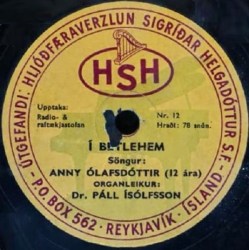 ÚTGEFANDI: HLJÓÐFÆRAVERZLUN SIGRÍÐAR HELGADÓTTUR S.F.
HSH
Upptaka:
Radio- &
raftækjastofan
Nr. 12
Hraði: 78 snún.
Í BETLEHEM
Söngur:
ANNY ÓLAFSDÓTTIR (12 ára)
ORGANLEIKUR:
Dr. PÁLL ÍSÓLFSSON
P.O. BOX 562 - REYKJAVÍK - ÍSLAND -